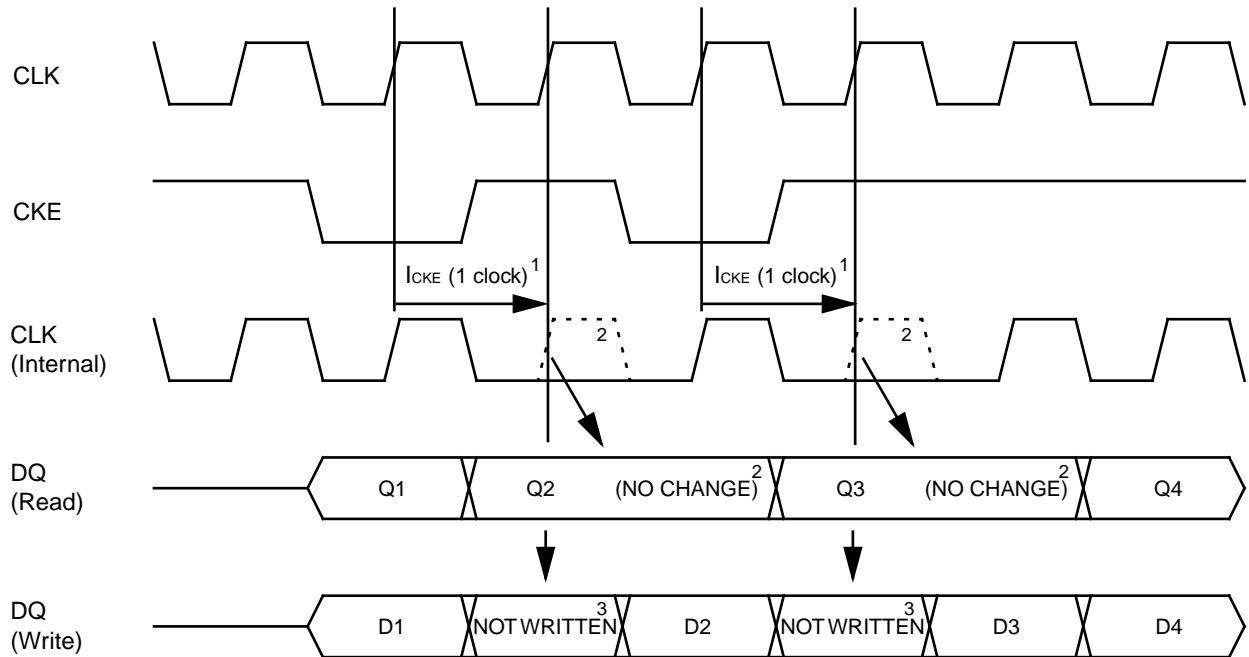 CLK
CKE
ICKE (1 clock)1 ICKE (1 clock)1
CLK
(Internal)
2 2
DQ
(Read)
Q1 Q2 (NO CHANGE)2 Q3 (NO CHANGE)2 Q4
DQ
(Write)
D1 NOT WRITTEN3 D2 NOT WRITTEN3 D3 D4